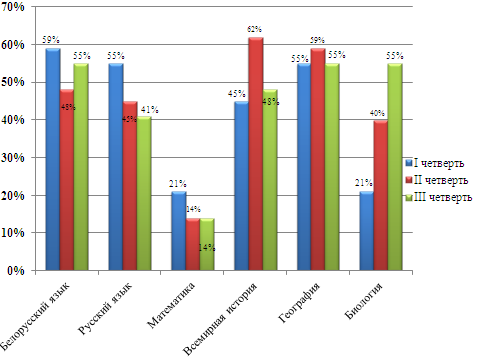 70%
60%
50%
40%
30%
20%
10%
0%
59%
48%
55%
55%
45%
41%
21%
14%
14%
45%
62%
48%
55%
59%
55%
21%
40%
55%
Белорусский язык
Русский язык
Математика
Всемирная история
География
Биология
I четверть
II четверть
III четверть